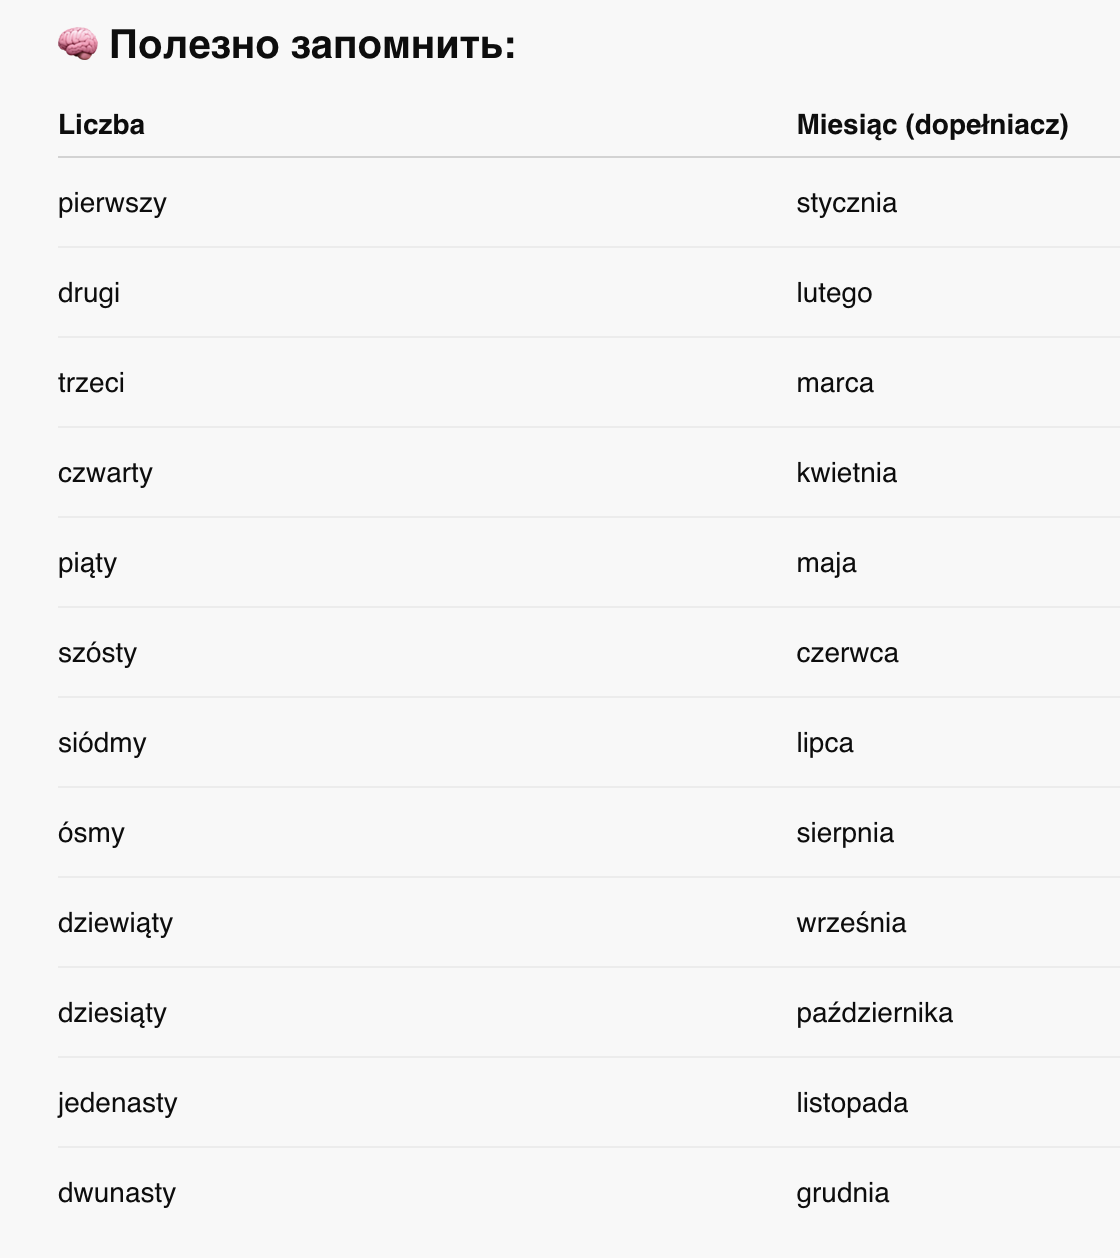 🧠 Полезно запомнить:
Liczba Miesiąc (dopełniacz)
pierwszy stycznia
drugi lutego
trzeci marca
czwarty kwietnia
piąty maja
szósty czerwca
siódmy lipca
ósmy sierpnia
dziewiąty września
dziesiąty października
jedenasty listopada
dwunasty grudnia